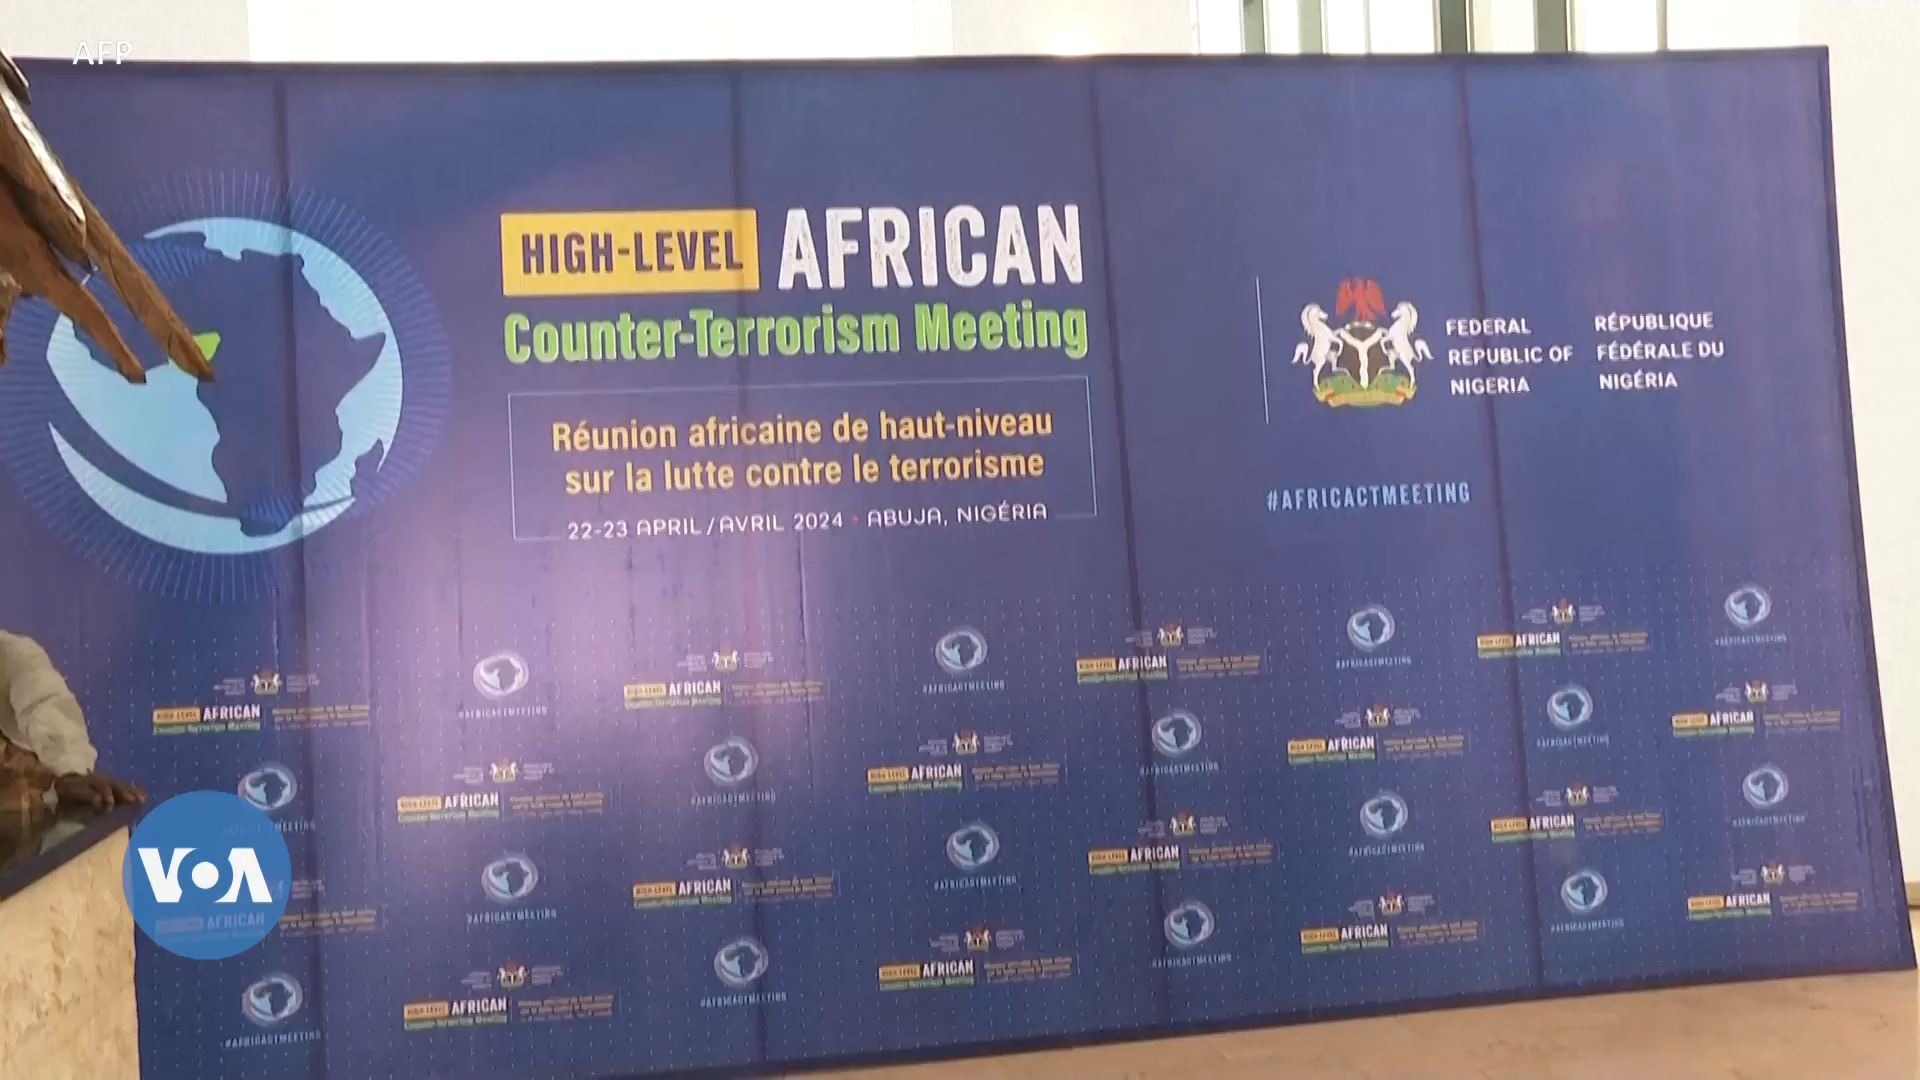 AFP
HIGH-LEVEL AFRICAN
Counter-Terrorism Meeting
Réunion africaine de haut-niveau
sur la lutte contre le terrorisme
22-23 APRIL / AVRIL 2024 • ABUJA, NIGÉRIA
FEDERAL
REPUBLIC OF
NIGERIA
RÉPUBLIQUE
FÉDÉRALE DU
NIGÉRIA
#AFRICACTMEETING
VOA